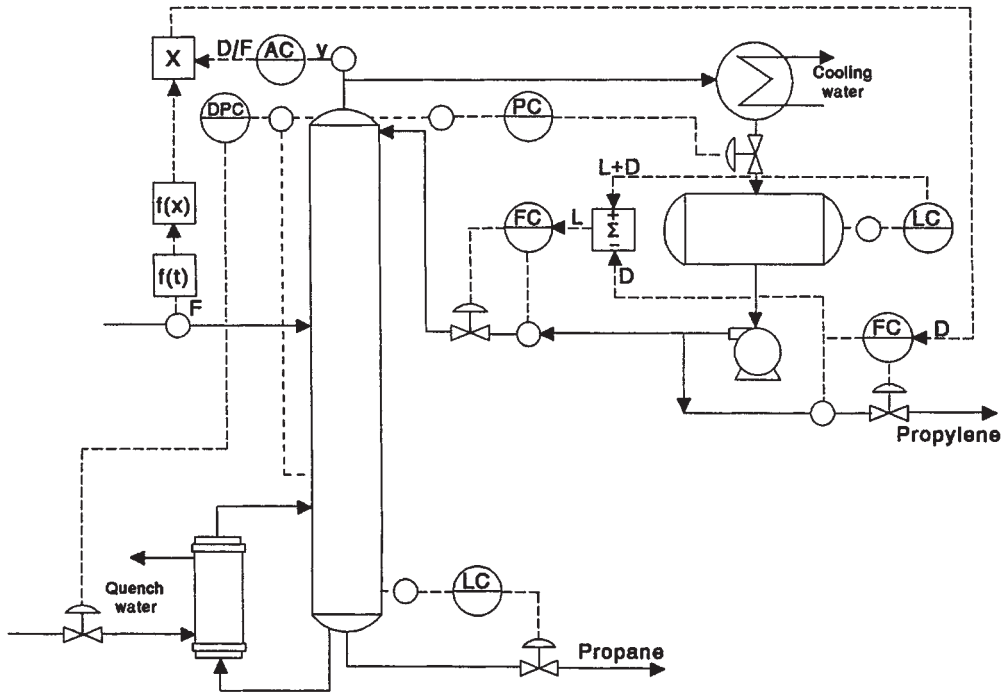 X
D/F
AC
y
DPC
PC
Cooling
water
L+D
f(x)
FC
L
+
Σ
−
LC
D
f(t)
F
FC
D
Propylene
Quench
water
LC
Propane